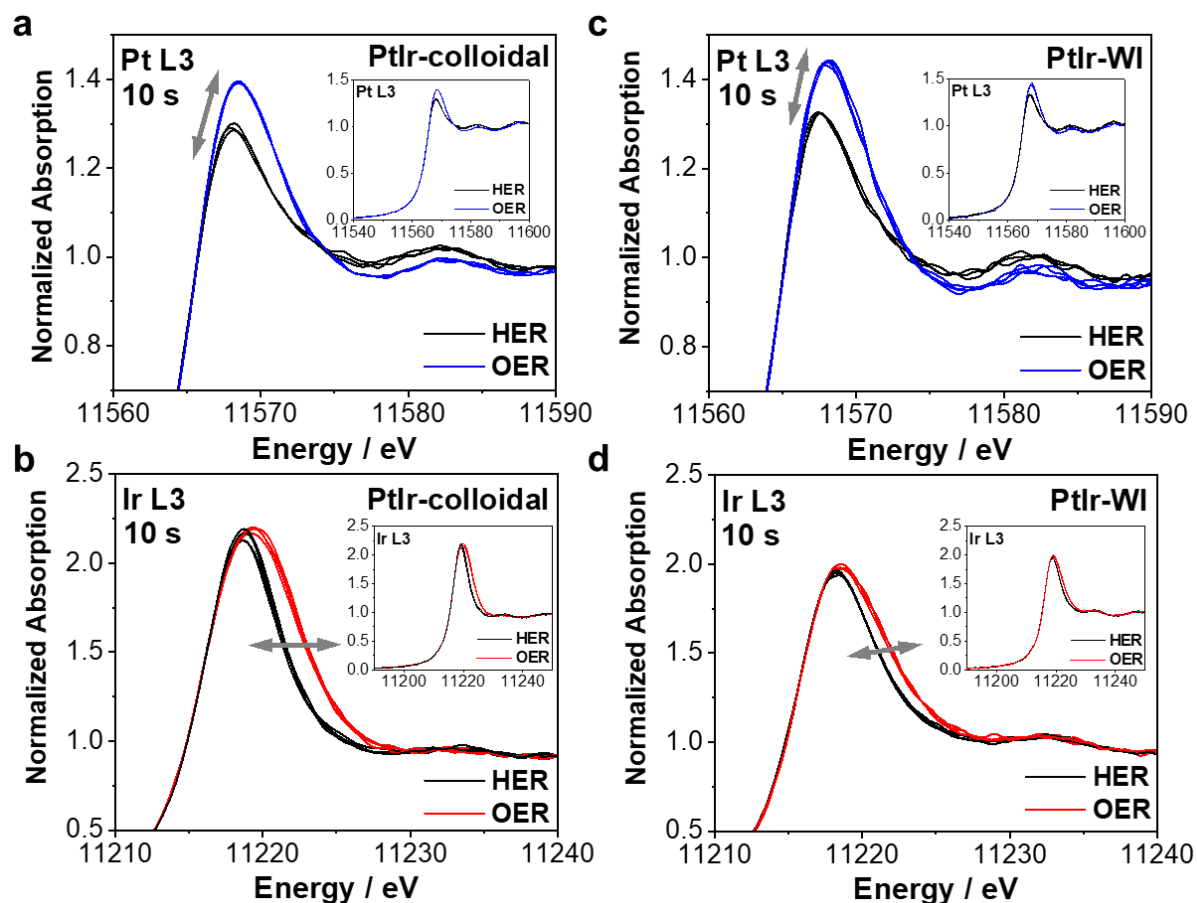 a
Pt L3
10 s
PtIr-colloidal
Normalized Absorption
1.4
1.2
1.0
0.8
11560 11570 11580 11590
Energy / eV
HER
OER
Pt L3
1.5
1.0
0.5
0.0
HER
OER
11540 11560 11580 11600
c
Pt L3
10 s
PtIr-WI
Normalized Absorption
1.4
1.2
1.0
0.8
11560 11570 11580 11590
Energy / eV
HER
OER
Pt L3
1.5
1.0
0.5
0.0
HER
OER
11540 11560 11580 11600
b
Ir L3
10 s
PtIr-colloidal
Normalized Absorption
2.5
2.0
1.5
1.0
0.5
11210 11220 11230 11240
Energy / eV
HER
OER
Ir L3
2.5
2.0
1.5
1.0
0.5
0.0
HER
OER
11200 11220 11240
d
Ir L3
10 s
PtIr-WI
Normalized Absorption
2.5
2.0
1.5
1.0
0.5
11210 11220 11230 11240
Energy / eV
HER
OER
Ir L3
2.5
2.0
1.5
1.0
0.5
0.0
HER
OER
11200 11220 11240